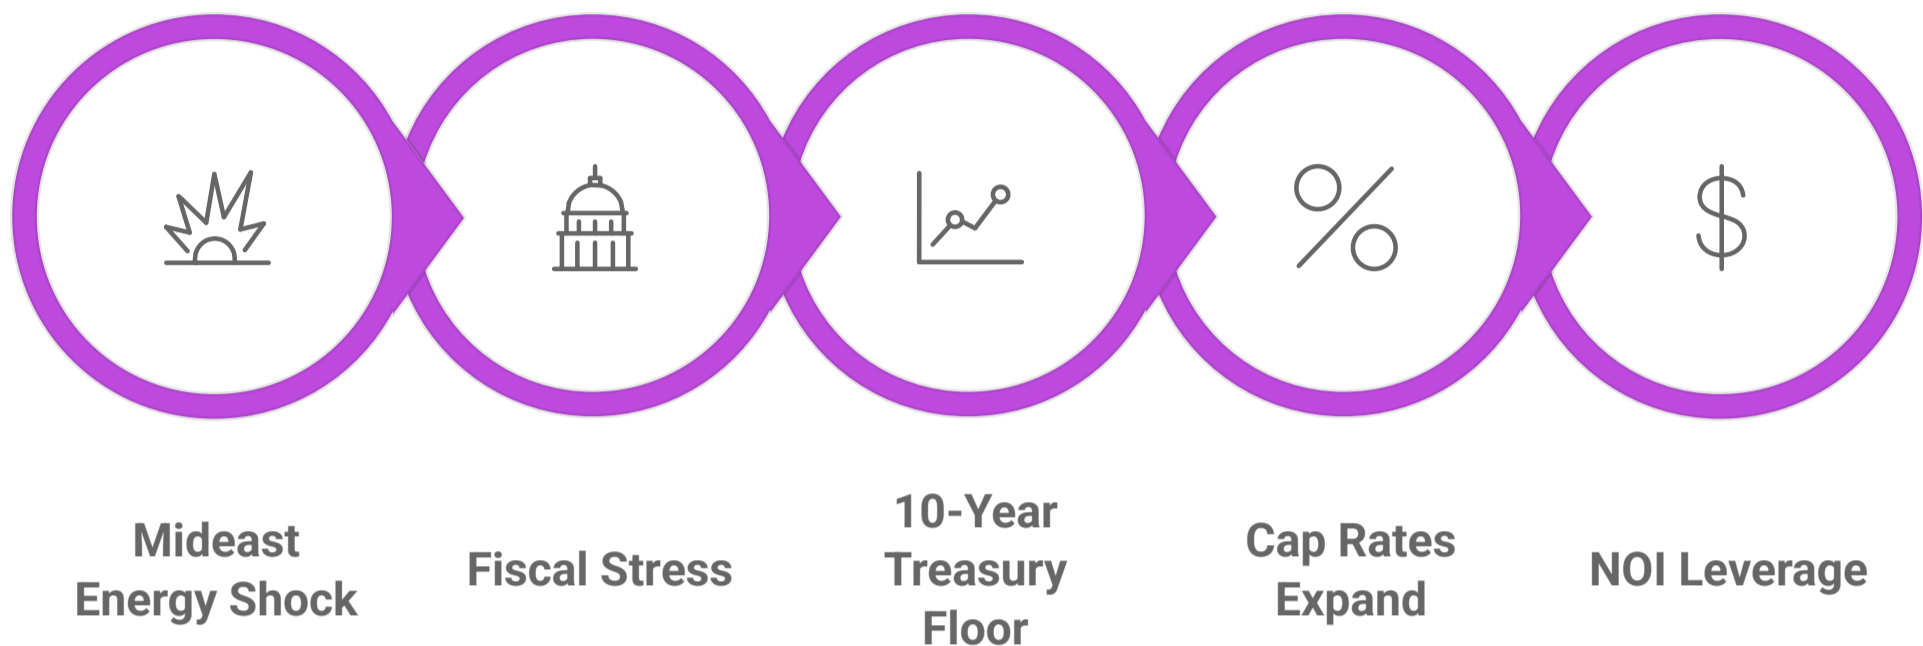 Mideast
Energy Shock
Fiscal Stress
10-Year
Treasury
Floor
Cap Rates
Expand
NOI Leverage